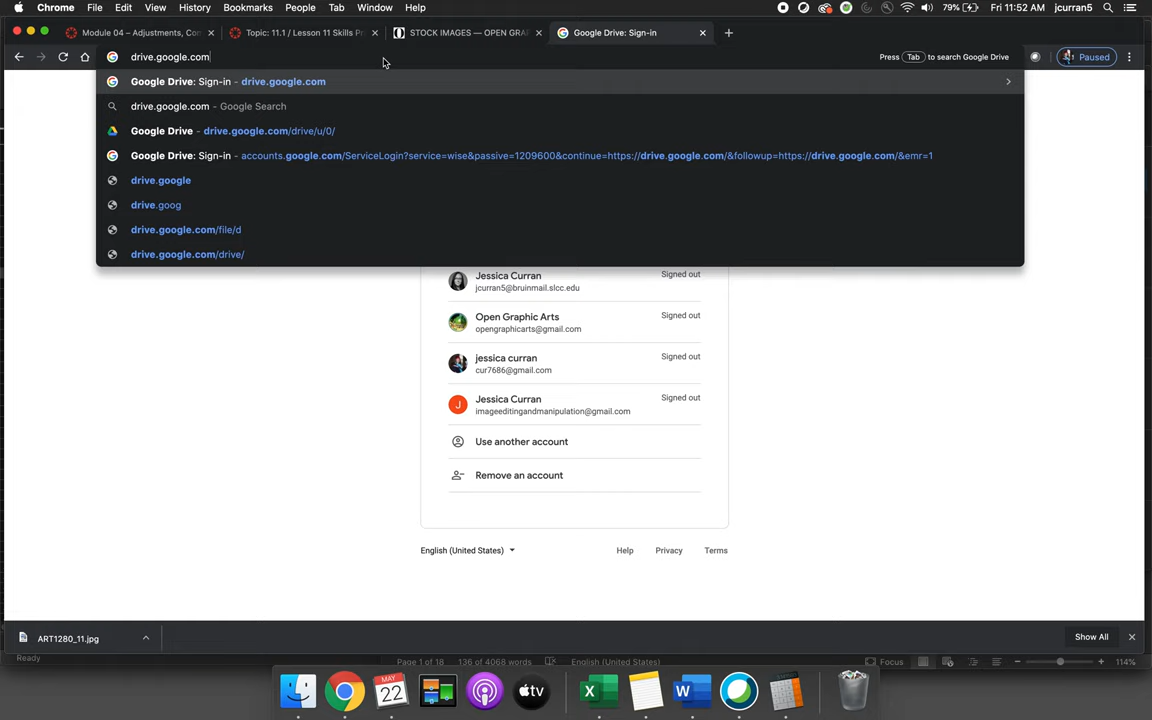 Chrome File Edit View History Bookmarks People Tab Window Help 79% Fri 11:52 AM jcurran5
Module 04 – Adjustments, Con
Topic: 11.1 / Lesson 11 Skills Pr
STOCK IMAGES — OPEN GRAP
Google Drive: Sign-in
drive.google.com
Press Tab to search Google Drive
Paused
Google Drive: Sign-in – drive.google.com
drive.google.com – Google Search
Google Drive – drive.google.com/drive/u/0/
Google Drive: Sign-in – accounts.google.com/ServiceLogin?service=wise&passive=1209600&continue=https://drive.google.com/&followup=https://drive.google.com/&emr=1
drive.google
drive.goog
drive.google.com/file/d
drive.google.com/drive/
Jessica Curran Signed out
jcurran5@bruinmail.slcc.edu
Open Graphic Arts Signed out
opengraphicarts@gmail.com
jessica curran Signed out
cur7686@gmail.com
J Jessica Curran Signed out
imageeditingandmanipulation@gmail.com
Use another account
Remove an account
English (United States) Help Privacy Terms
ART1280_11.jpg Show All
Ready Page 1 of 18 136 of 4068 words English (United States) Focus 114%
MAY
22
tv
X
W